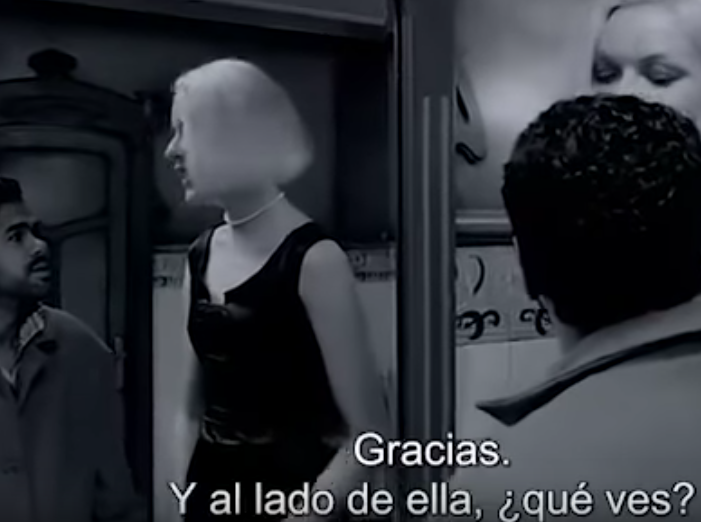 Gracias.
Y al lado de ella, ¿qué ves?